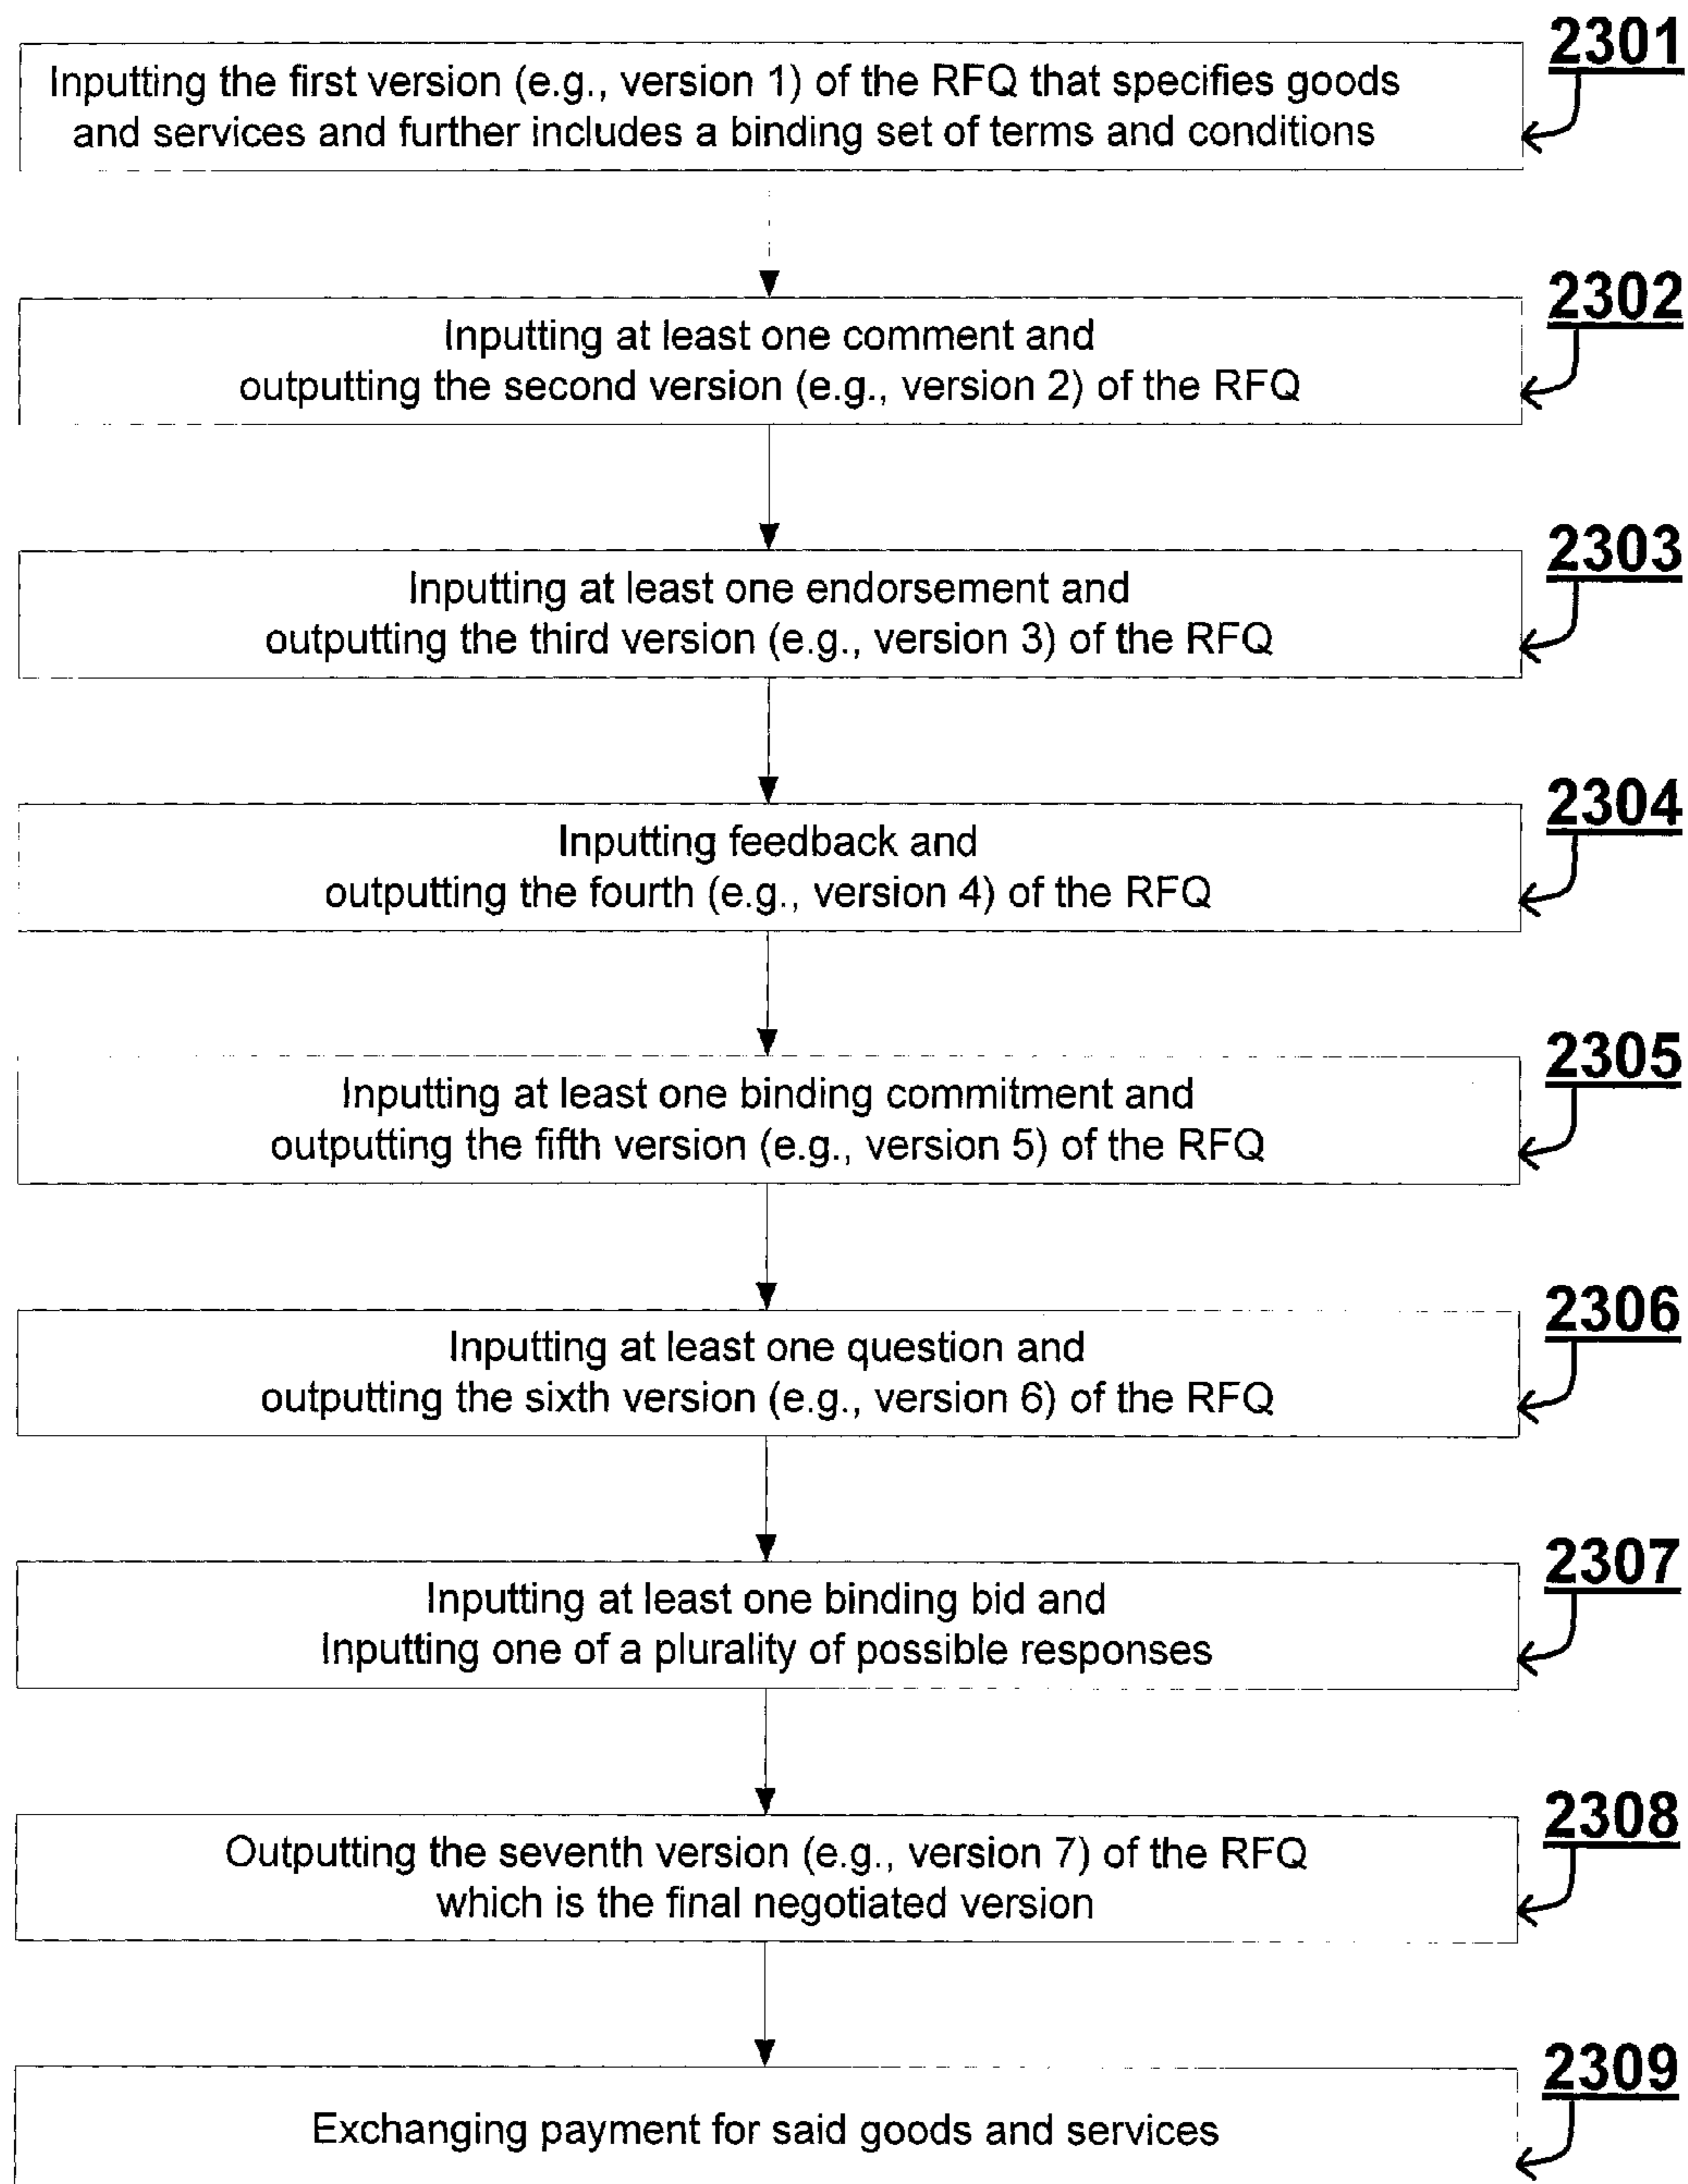 2301
Inputting the first version (e.g., version 1) of the RFQ that specifies goods
and services and further includes a binding set of terms and conditions
2302
Inputting at least one comment and
outputting the second version (e.g., version 2) of the RFQ
2303
Inputting at least one endorsement and
outputting the third version (e.g., version 3) of the RFQ
2304
Inputting feedback and
outputting the fourth (e.g., version 4) of the RFQ
2305
Inputting at least one binding commitment and
outputting the fifth version (e.g., version 5) of the RFQ
2306
Inputting at least one question and
outputting the sixth version (e.g., version 6) of the RFQ
2307
Inputting at least one binding bid and
Inputting one of a plurality of possible responses
2308
Outputting the seventh version (e.g., version 7) of the RFQ
which is the final negotiated version
2309
Exchanging payment for said goods and services